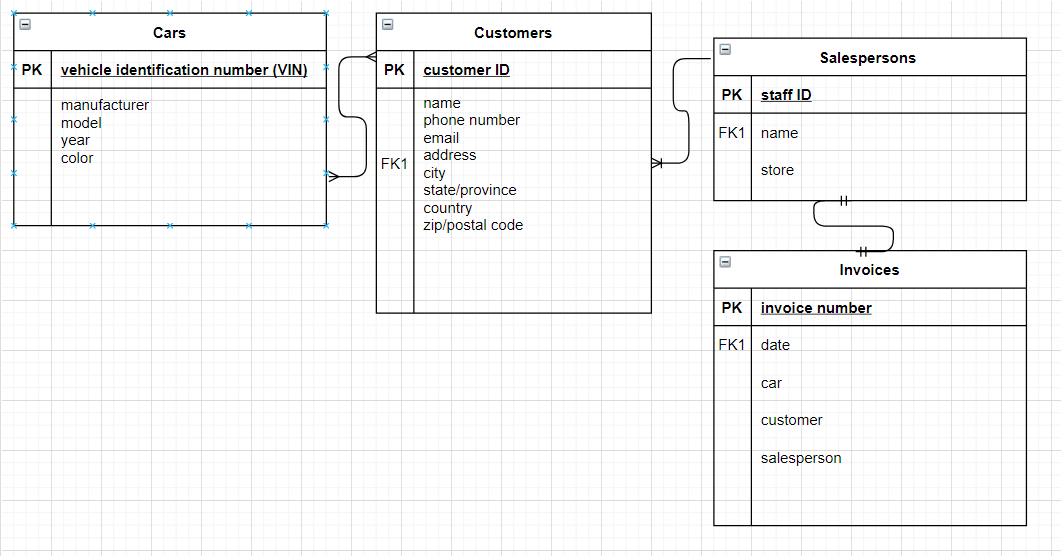 Cars
PK vehicle identification number (VIN)
manufacturer
model
year
color
Customers
PK customer ID
name
phone number
email
address
FK1
city
state/province
country
zip/postal code
Salespersons
PK staff ID
FK1 name
store
Invoices
PK invoice number
FK1 date
car
customer
salesperson